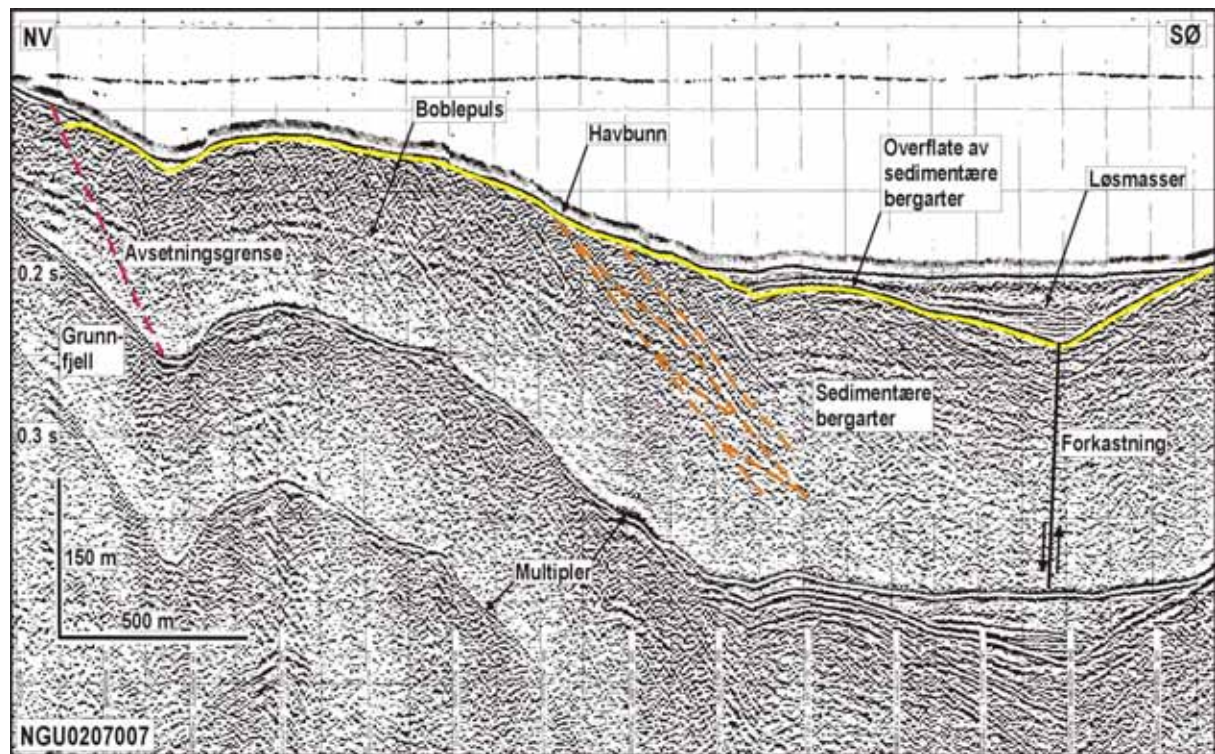 NV
SØ
Boblepuls
Havbunn
Overflate av
sedimentære
bergarter
Løsmasser
Avsetningsgrense
0.2 s
Grunn-
fjell
Sedimentære
bergarter
0.3 s
Forkastning
150 m
Multipler
500 m
NGU0207007